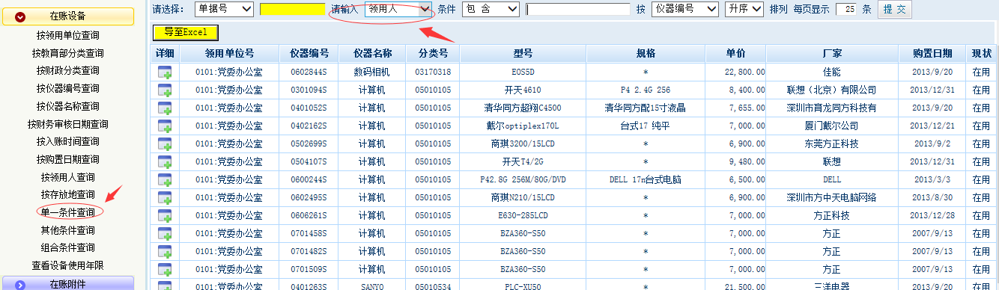 在账设备
按领用单位查询
按教育部分类查询
按财政分类查询
按仪器编号查询
按仪器名称查询
按财务审核日期查询
按入账时间查询
按购置日期查询
按领用人查询
按存放地查询
单一条件查询
其他条件查询
组合条件查询
查看设备使用年限
在账附件
请选择： 单据号 请输入 领用人 条件 包 含 按 仪器编号 升序 排列 每页显示 25 条 提 交
导至Excel
详细 领用单位号 仪器编号 仪器名称 分类号 型号 规格 单价 厂家 购置日期 现状
0101:党委办公室 0602844S 数码相机 03170318 EOS5D * 22,800.00 佳能 2013/9/20 在用
0101:党委办公室 0301094S 计算机 05010105 开天4610 P4 2.4G 256 8,400.00 联想（北京）有限公司 2013/12/31 在用
0101:党委办公室 0401052S 计算机 05010105 清华同方超翔C4500 清华同方配15寸液晶 7,655.00 深圳市育龙同方科技有 2013/9/20 在用
0101:党委办公室 0402162S 计算机 05010105 戴尔optiplex170L 台式17 纯平 7,000.00 厦门戴尔公司 2013/12/21 在用
0101:党委办公室 0502699S 计算机 05010105 商琪3200/15LCD * 6,900.00 东莞方正科技 2013/9/2 在用
0101:党委办公室 0504107S 计算机 05010105 开天T4/2G * 9,480.00 联想 2013/12/31 在用
0101:党委办公室 0600244S 计算机 05010105 P42.8G 256M/80G/DVD DELL 17n台式电脑 6,500.00 DELL 2013/3/3 在用
0101:党委办公室 0602495S 计算机 05010105 商琪N210/15LCD * 6,900.00 深圳市方中天电脑网络 2013/8/30 在用
0101:党委办公室 0606261S 计算机 05010105 E630-285LCD * 7,000.00 方正科技 2013/12/28 在用
0101:党委办公室 0701458S 计算机 05010105 BZA360-S50 * 7,000.00 方正 2007/9/13 在用
0101:党委办公室 0701482S 计算机 05010105 BZA360-S50 * 7,000.00 方正 2007/9/13 在用
0101:党委办公室 0701509S 计算机 05010105 BZA360-S50 * 7,000.00 方正 2007/9/13 在用
0101:党委办公室 0401263S SANYO 05010534 PLC-XU50 * 21,500.00 三洋电器 2013/9/20 在用